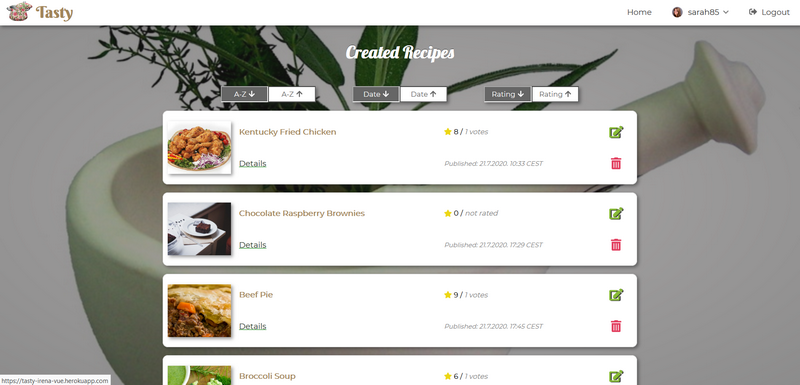 Tasty
Home sarah85 Logout
Created Recipes
A-Z A-Z Date Date Rating Rating
Kentucky Fried Chicken 8 / 1 votes
Details Published: 21.7.2020. 10:33 CEST
Chocolate Raspberry Brownies 0 / not rated
Details Published: 21.7.2020. 17:29 CEST
Beef Pie 9 / 1 votes
Details Published: 21.7.2020. 17:45 CEST
Broccoli Soup 6 / 1 votes
https://tasty-irena-vue.herokuapp.com